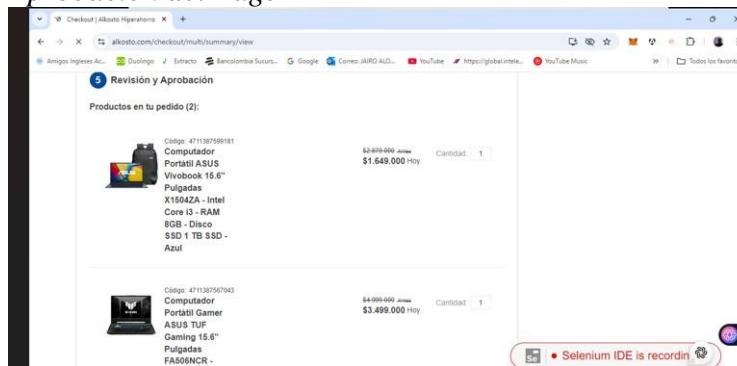 Checkout | Alkosto Hiperahorro
alkosto.com/checkout/multi/summary/view
Amigos Ingleses Ac... Duolingo Extracto Bancolombia Sucurs... Google Correo: JAIRO ALO... YouTube https://global.intele... YouTube Music Todos los favorit
5 Revisión y Aprobación
Productos en tu pedido (2):
Código: 4711387599181
Computador
Portátil ASUS
Vivobook 15.6"
Pulgadas
X1504ZA - Intel
Core i3 - RAM
8GB - Disco
SSD 1 TB SSD -
Azul
$2.879.000 Antes
$1.649.000 Hoy
Cantidad: 1
Código: 4711387567043
Computador
Portátil Gamer
ASUS TUF
Gaming 15.6"
Pulgadas
FA506NCR -
$4.999.000 Antes
$3.499.000 Hoy
Cantidad: 1
Se Selenium IDE is recordin